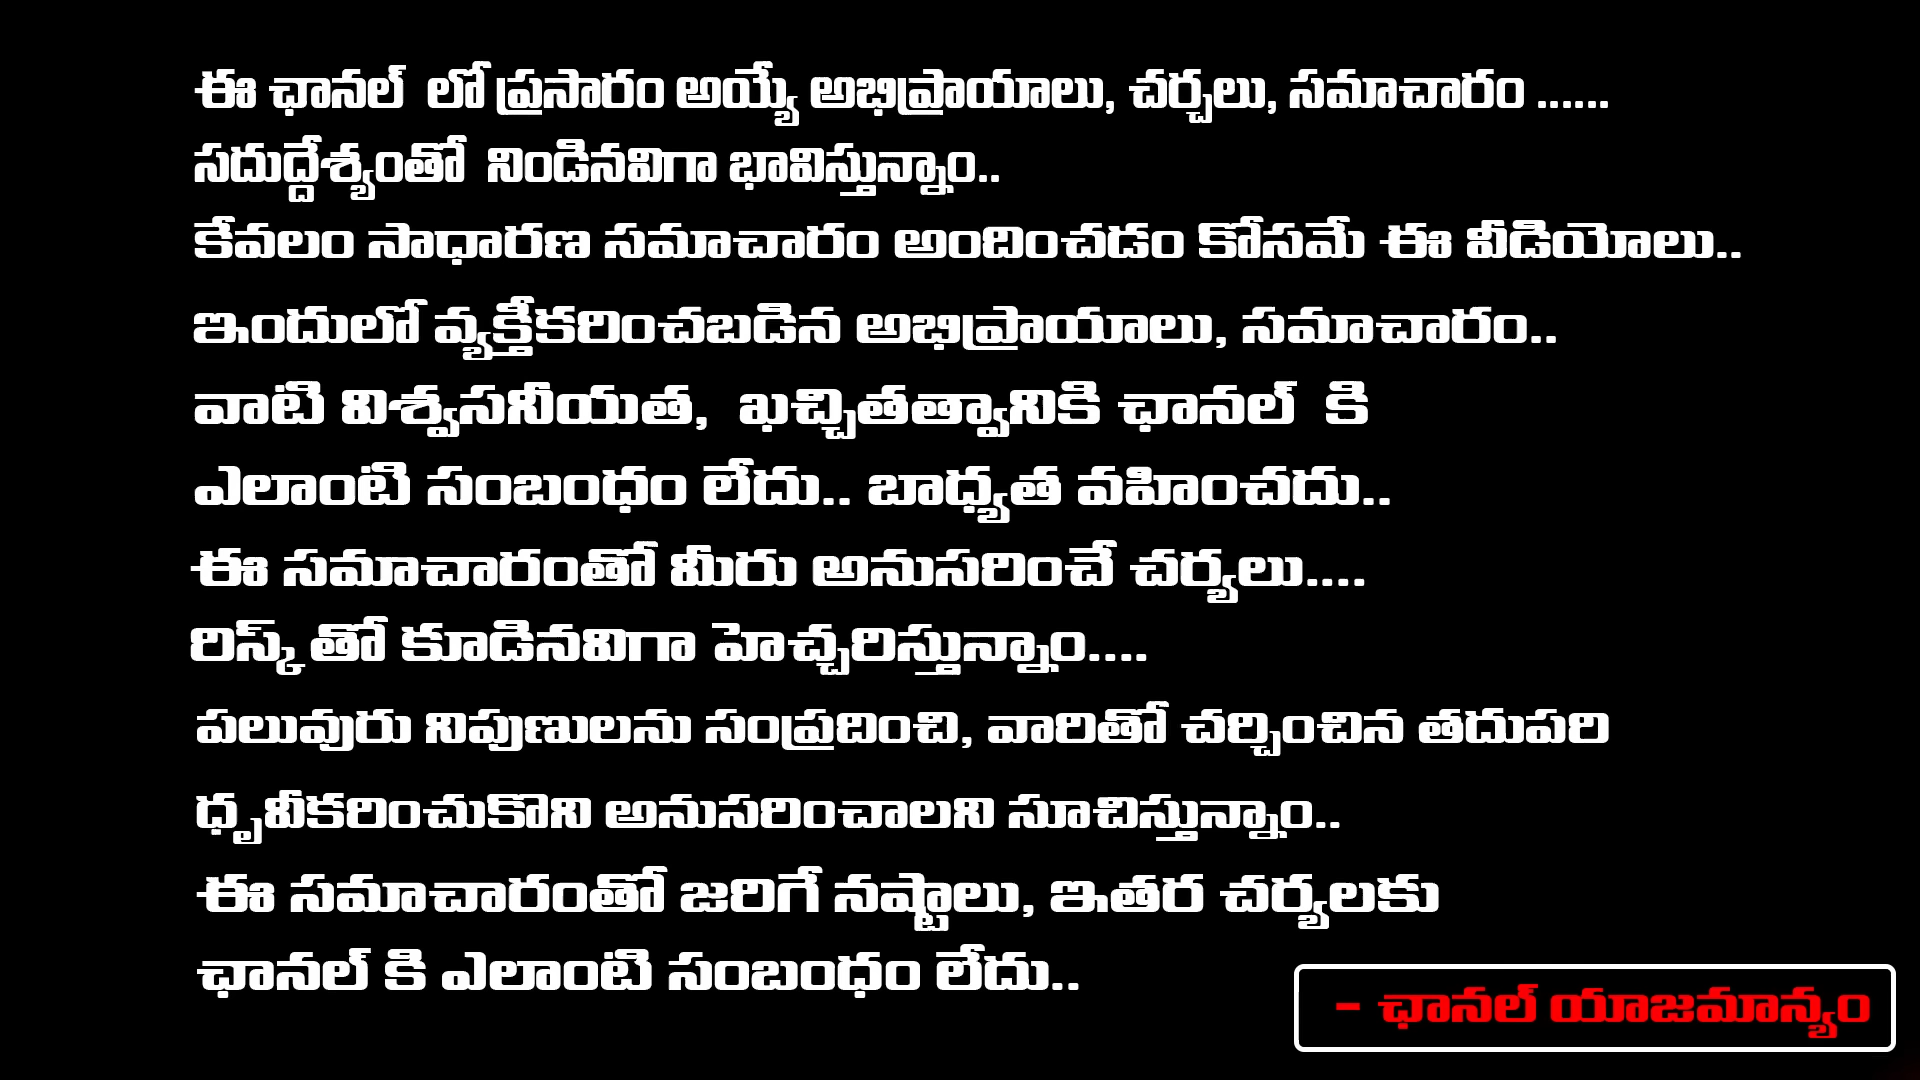 ఈ ఛానల్ లో ప్రసారం అయ్యే అభిప్రాయాలు, చర్చలు, సమాచారం ......
సదుద్దేశ్యంతో నిండినవిగా భావిస్తున్నాం..
కేవలం సాధారణ సమాచారం అందించడం కోసమే ఈ వీడియోలు..
ఇందులో వ్యక్తీకరించబడిన అభిప్రాయాలు, సమాచారం..
వాటి విశ్వసనీయత, ఖచ్చితత్వానికి ఛానల్ కి
ఎలాంటి సంబంధం లేదు.. బాధ్యత వహించదు..
ఈ సమాచారంతో మీరు అనుసరించే చర్యలు....
రిస్క్ తో కూడినవిగా హెచ్చరిస్తున్నాం....
పలువురు నిపుణులను సంప్రదించి, వారితో చర్చించిన తదుపరి
ధృవీకరించుకొని అనుసరించాలని సూచిస్తున్నాం..
ఈ సమాచారంతో జరిగే నష్టాలు, ఇతర చర్యలకు
ఛానల్ కి ఎలాంటి సంబంధం లేదు..
- ఛానల్ యాజమాన్యం